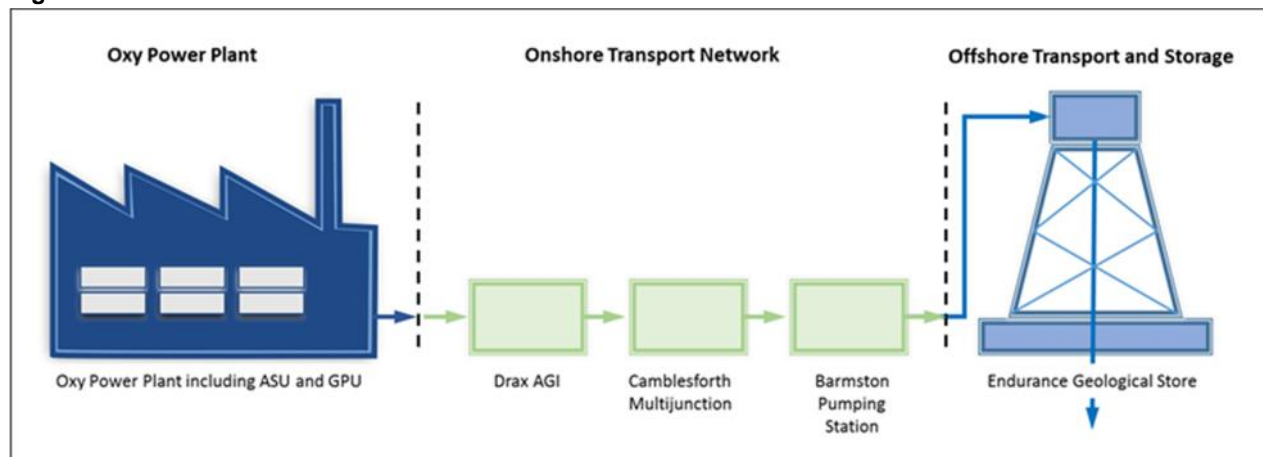 Oxy Power Plant
Onshore Transport Network
Offshore Transport and Storage
Oxy Power Plant including ASU and GPU
Drax AGI
Camblesforth
Multijunction
Barmston
Pumping
Station
Endurance Geological Store